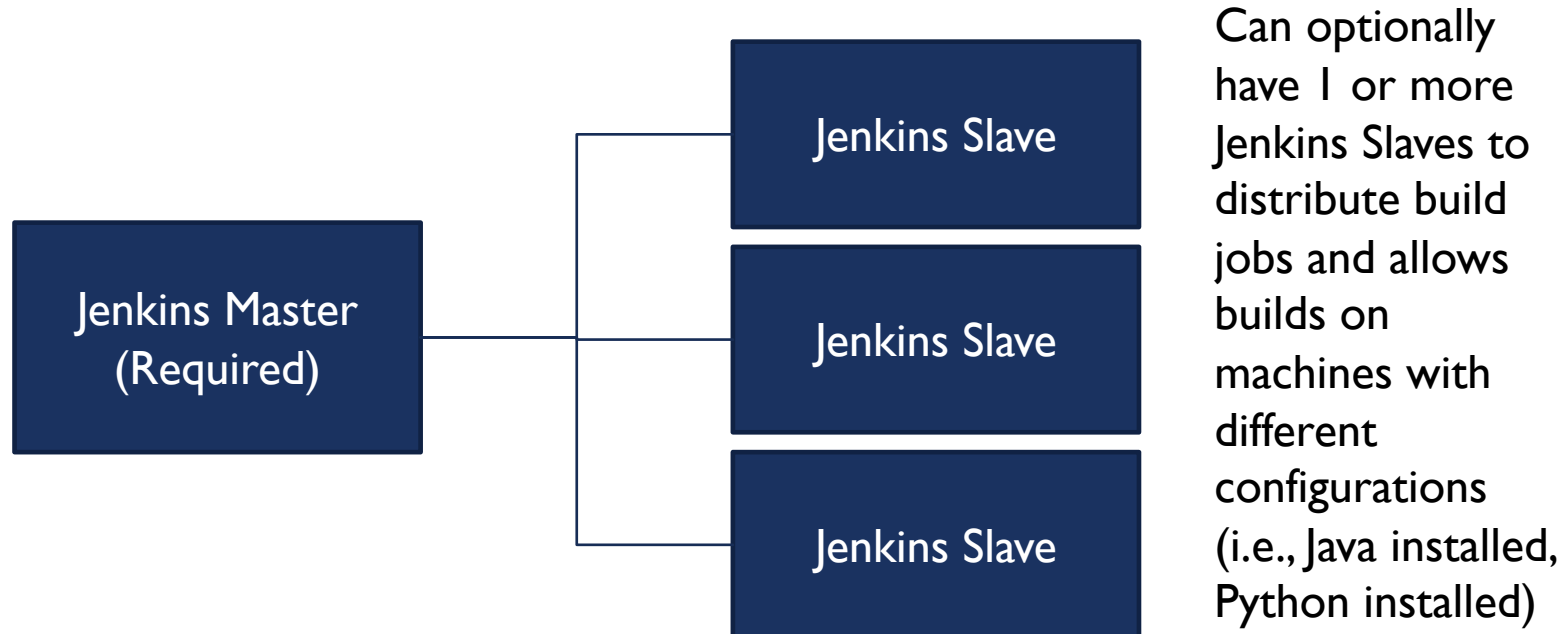 Jenkins Master
(Required)
Jenkins Slave
Jenkins Slave
Jenkins Slave
Can optionally
have 1 or more
Jenkins Slaves to
distribute build
jobs and allows
builds on
machines with
different
configurations
(i.e., Java installed,
Python installed)